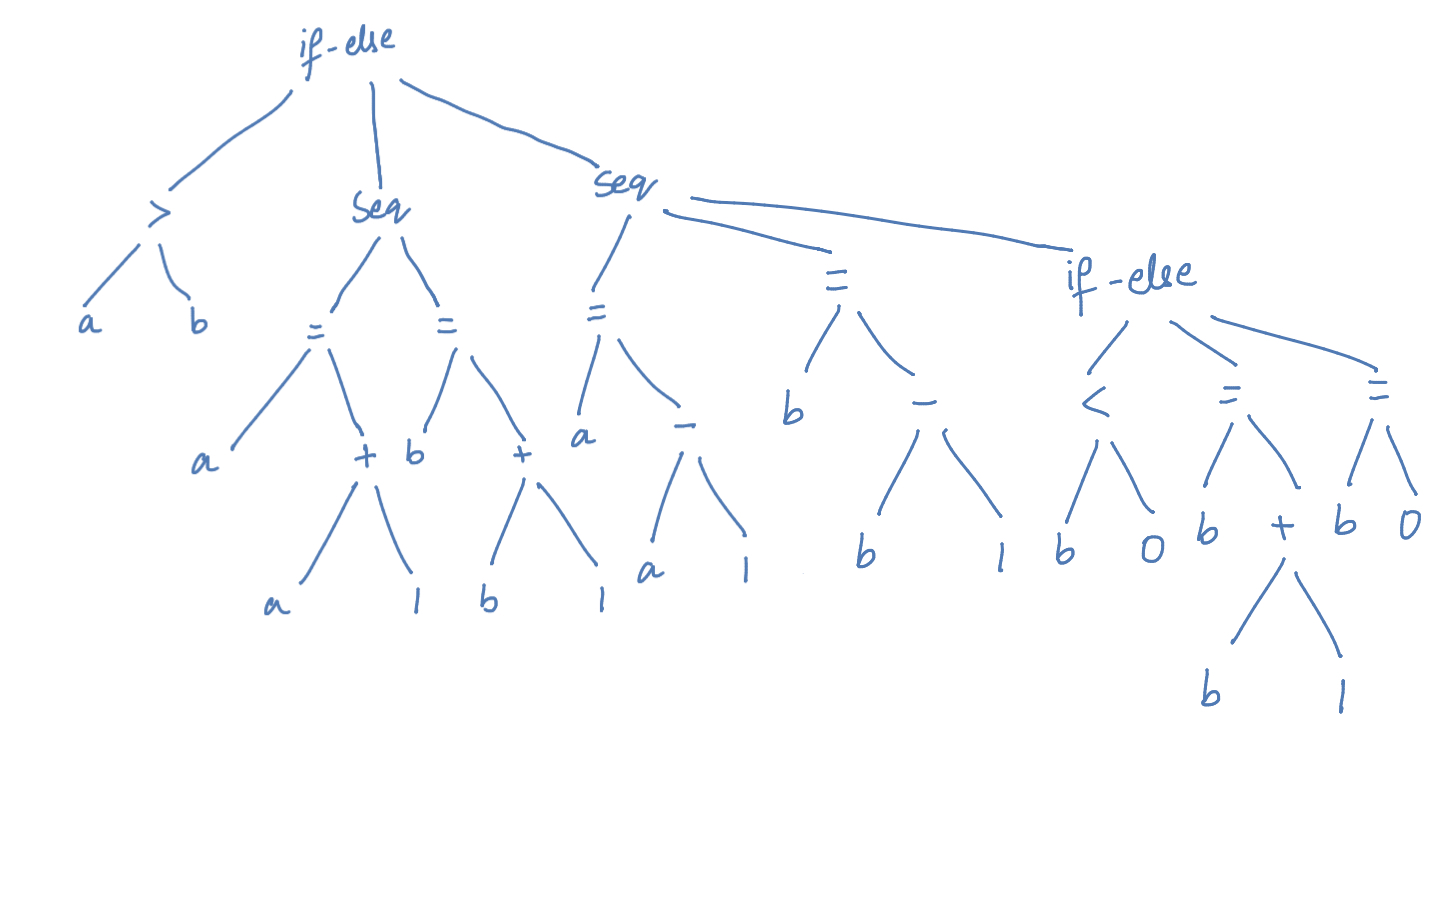 if-else
> seq seq
a b = = = = if-else
a + b + a - b - < = =
a 1 b 1 a 1 b 1 b 0 b + b 0
b 1